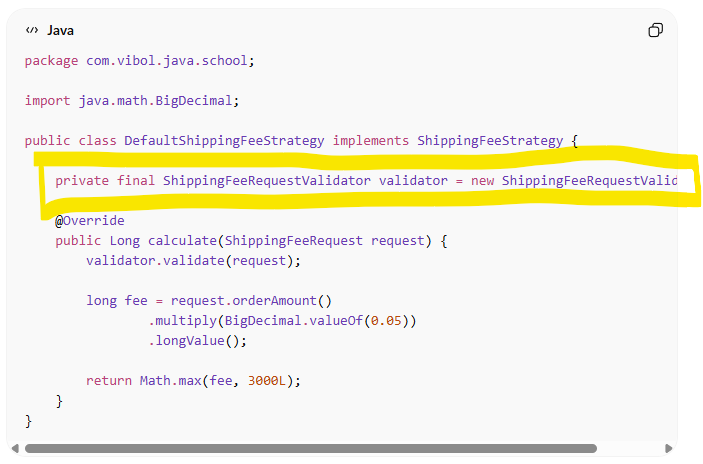 Java
package com.vibol.java.school;
import java.math.BigDecimal;
public class DefaultShippingFeeStrategy implements ShippingFeeStrategy {
private final ShippingFeeRequestValidator validator = new ShippingFeeRequestValid
@Override
public Long calculate(ShippingFeeRequest request) {
validator.validate(request);
long fee = request.orderAmount()
.multiply(BigDecimal.valueOf(0.05))
.longValue();
return Math.max(fee, 3000L);
}
}